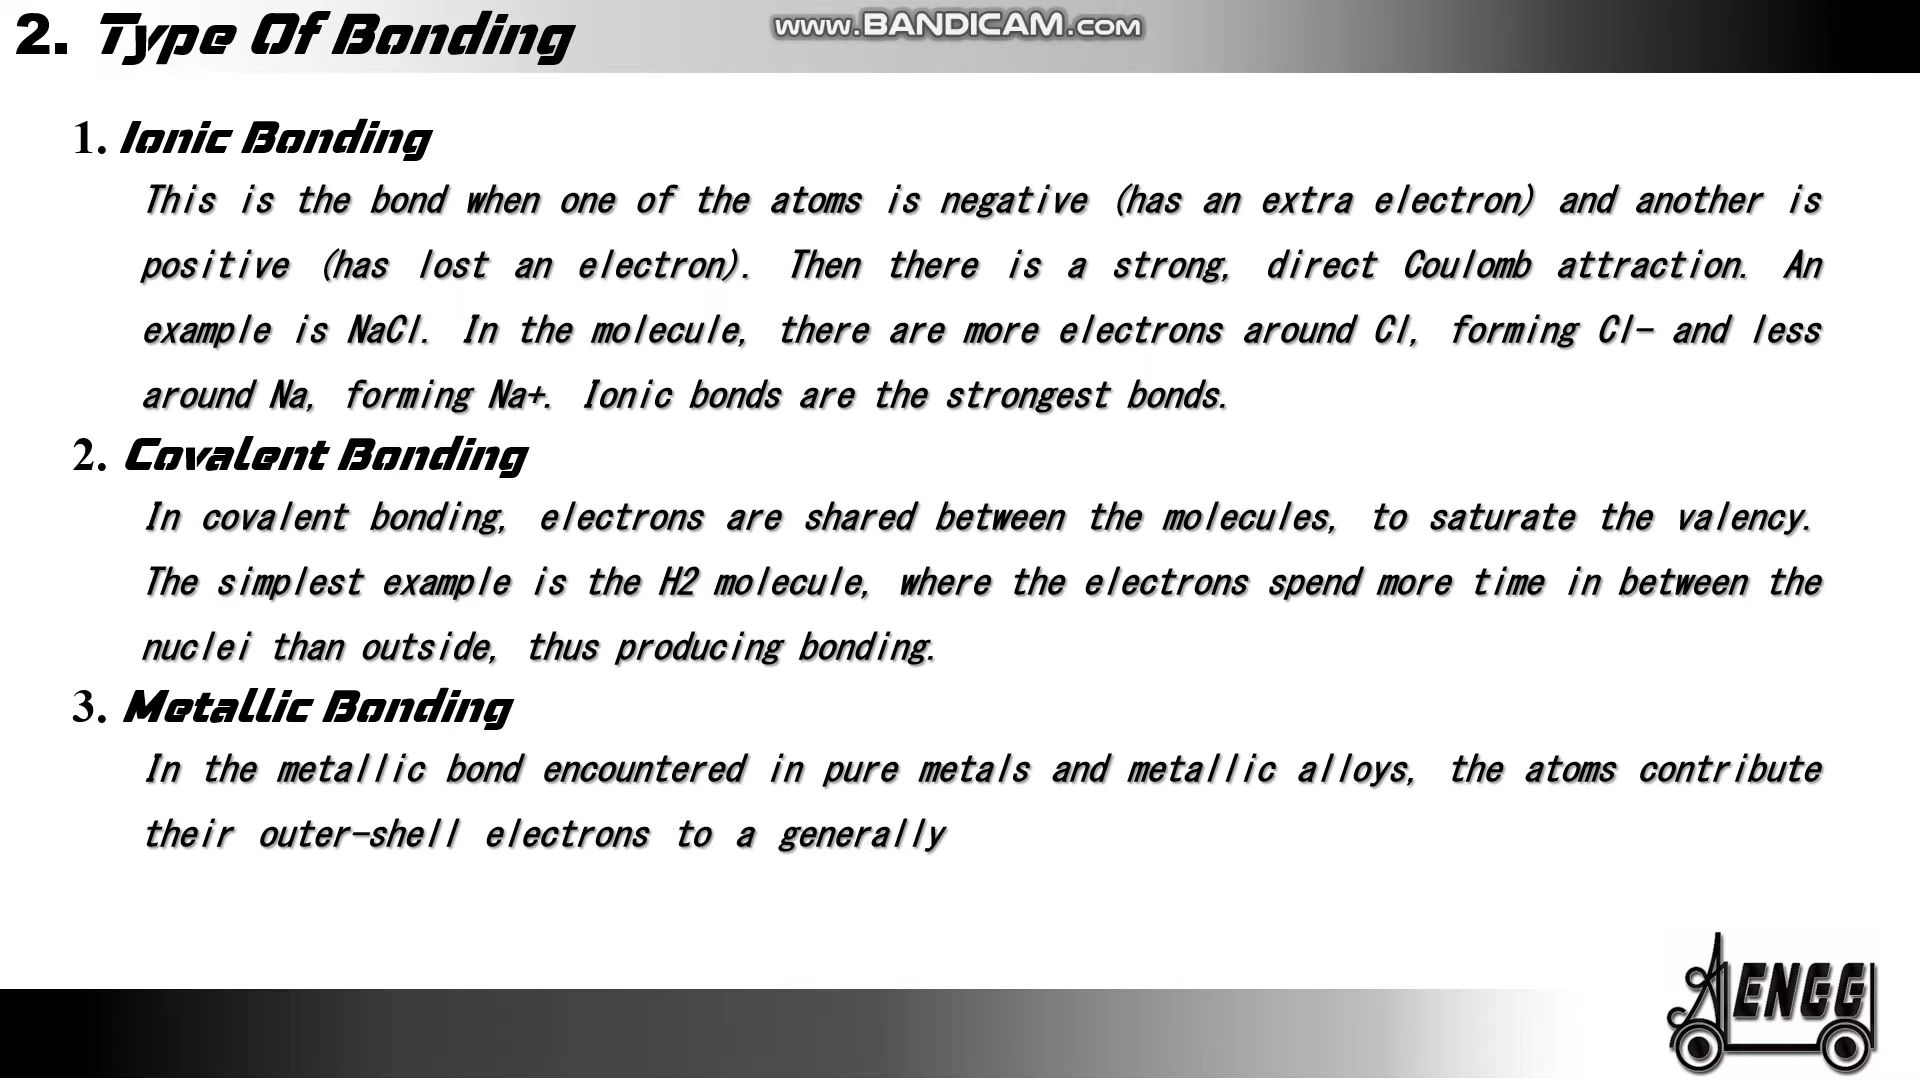 2. Type Of Bonding
www.BANDICAM.com
1. Ionic Bonding
This is the bond when one of the atoms is negative (has an extra electron) and another is
positive (has lost an electron). Then there is a strong, direct Coulomb attraction. An
example is NaCl. In the molecule, there are more electrons around Cl, forming Cl- and less
around Na, forming Na+. Ionic bonds are the strongest bonds.
2. Covalent Bonding
In covalent bonding, electrons are shared between the molecules, to saturate the valency.
The simplest example is the H2 molecule, where the electrons spend more time in between the
nuclei than outside, thus producing bonding.
3. Metallic Bonding
In the metallic bond encountered in pure metals and metallic alloys, the atoms contribute
their outer-shell electrons to a generally
ENGG